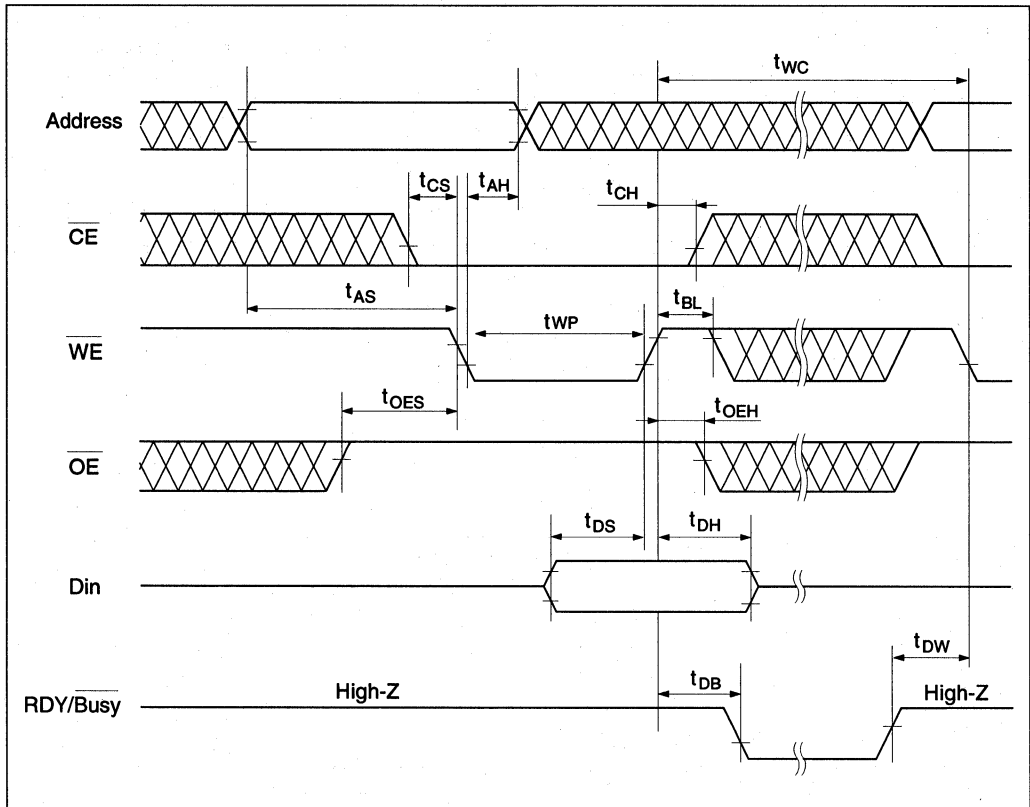 tWC
Address
tCS
tAH
tCH
CE
tAS
tBL
tWP
WE
tOES
tOEH
OE
tDS
tDH
Din
tDW
High-Z
tDB
High-Z
RDY/Busy